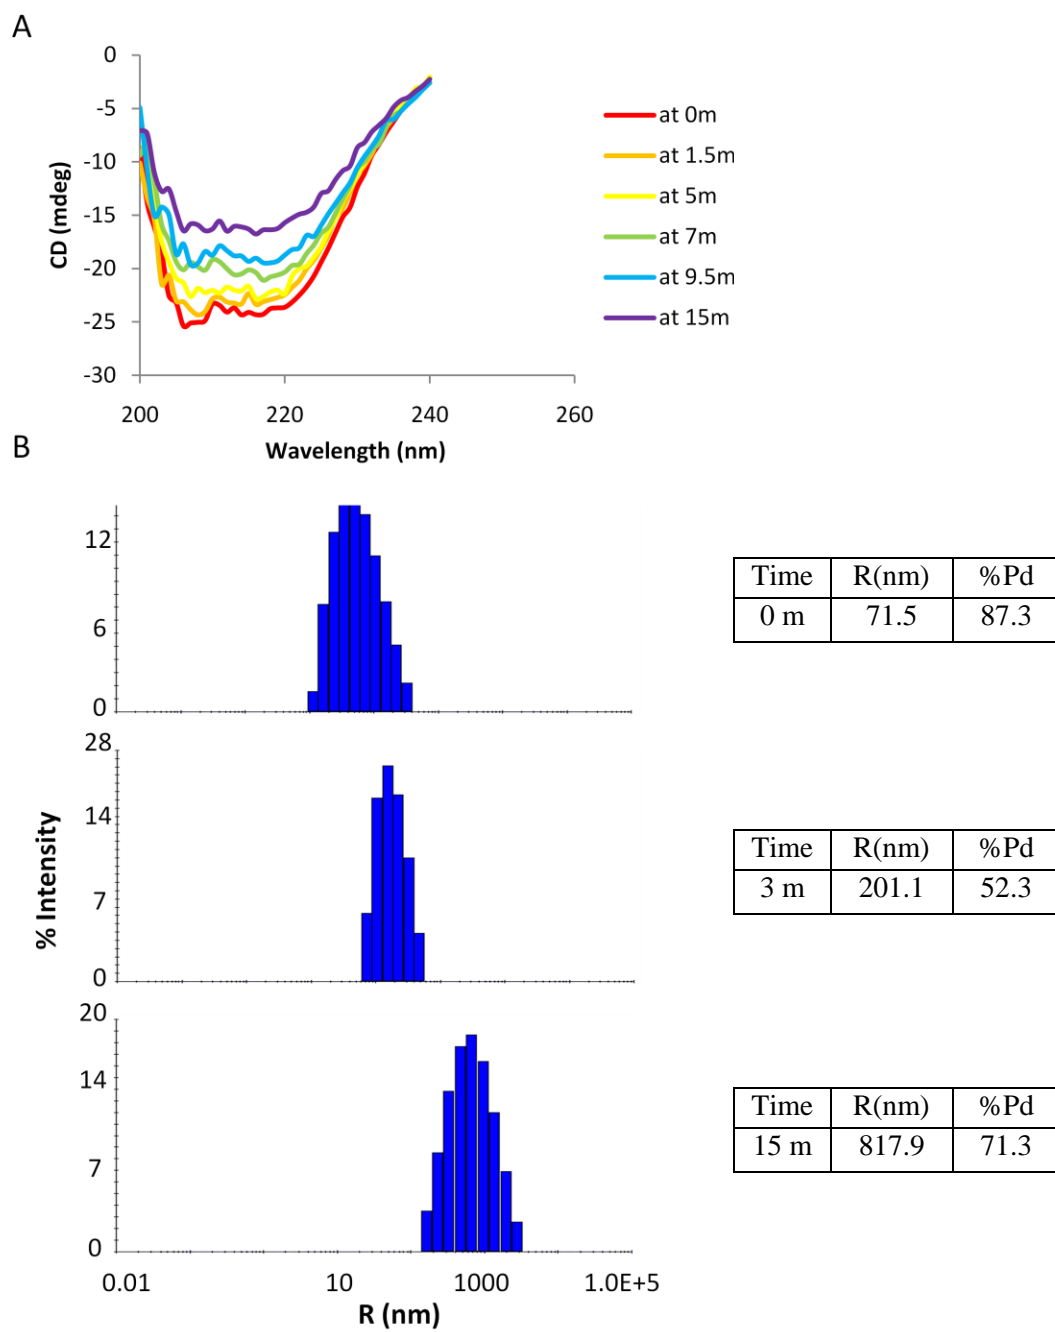 A
0
-5
-10
-15
-20
-25
-30
CD (mdeg)
200 220 240 260
Wavelength (nm)
at 0m
at 1.5m
at 5m
at 7m
at 9.5m
at 15m
B
% Intensity
12
6
0
Time R(nm) %Pd
0 m 71.5 87.3
28
14
7
0
Time R(nm) %Pd
3 m 201.1 52.3
20
14
7
0
Time R(nm) %Pd
15 m 817.9 71.3
0.01 10 1000 1.0E+5
R (nm)